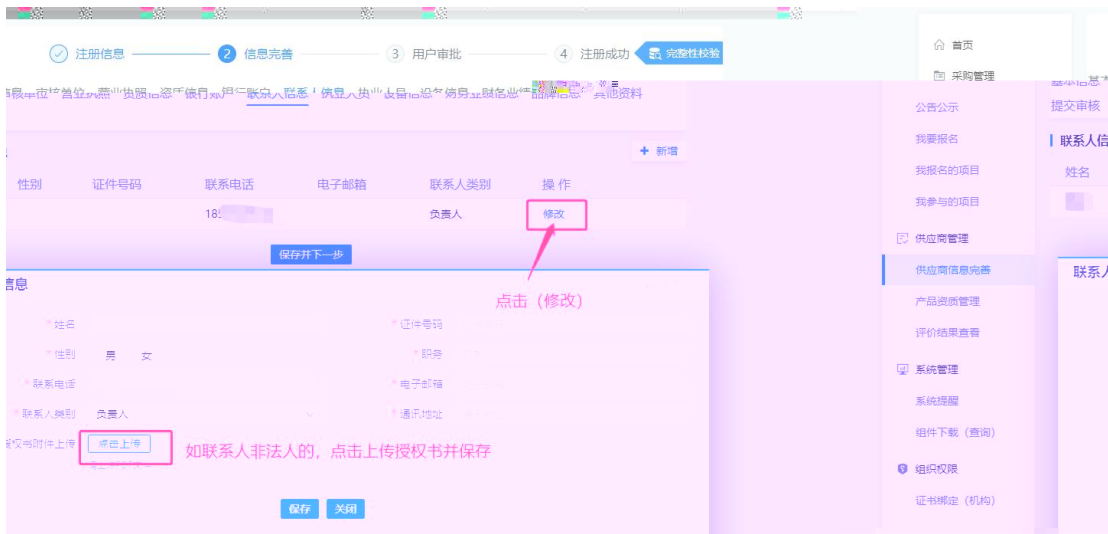 注册信息
2 信息完善
3 用户审批
4 注册成功
完整性校验
联系人信息
其他资料
+ 新增
性别 证件号码 联系电话 电子邮箱 联系人类别 操作
负责人 修改
保存并下一步
信息
点击（修改）
*姓名
*证件号码
*性别 男 女
*职务
*联系电话
*电子邮箱
*联系人类别 负责人
*通讯地址
权书附件上传 点击上传
如联系人非法人的，点击上传授权书并保存
保存 关闭
首页
采购管理
公告公示
我要报名
我报名的项目
我参与的项目
供应商管理
供应商信息完善
产品资质管理
评价结果查看
系统管理
系统提醒
组件下载（查询）
组织权限
证书绑定（机构）
提交审核
联系人信
姓名
联系人